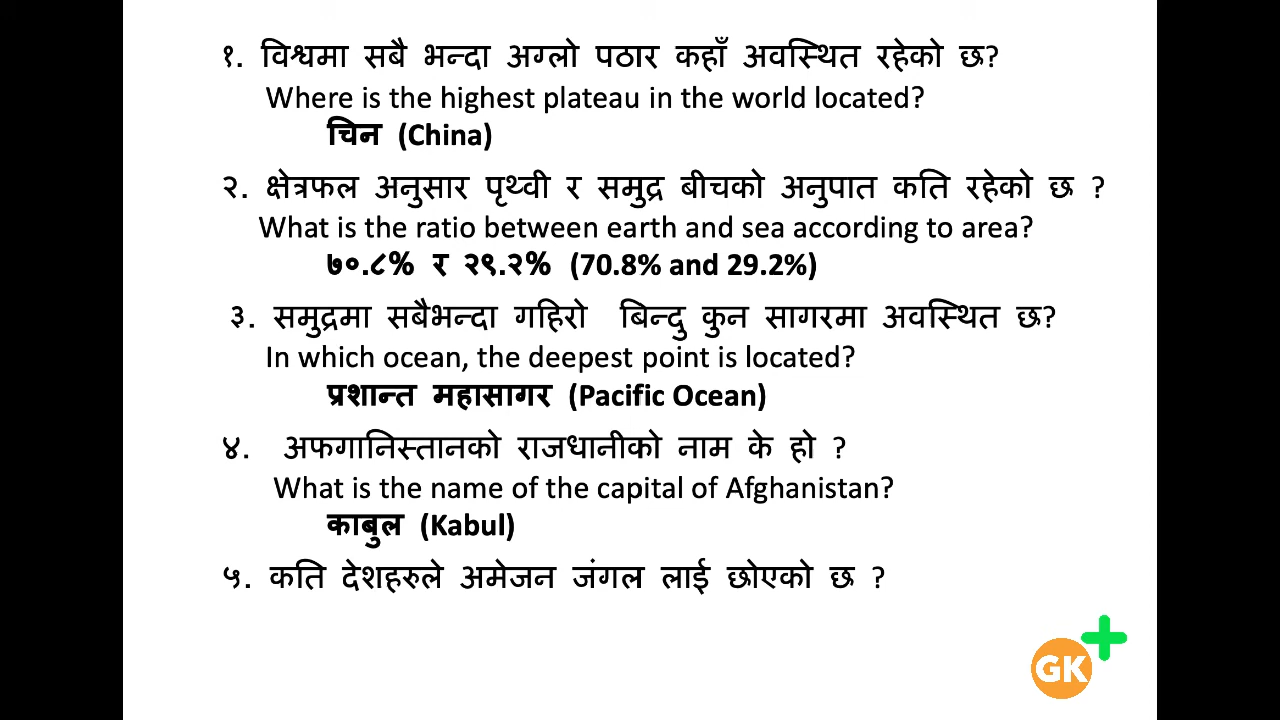 १. विश्वमा सबै भन्दा अग्लो पठार कहाँ अवस्थित रहेको छ?
Where is the highest plateau in the world located?
चिन (China)
२. क्षेत्रफल अनुसार पृथ्वी र समुद्र बीचको अनुपात कति रहेको छ ?
What is the ratio between earth and sea according to area?
७०.८% र २९.२% (70.8% and 29.2%)
३. समुद्रमा सबैभन्दा गहिरो बिन्दु कुन सागरमा अवस्थित छ?
In which ocean, the deepest point is located?
प्रशान्त महासागर (Pacific Ocean)
४. अफगानिस्तानको राजधानीको नाम के हो ?
What is the name of the capital of Afghanistan?
काबुल (Kabul)
५. कति देशहरुले अमेजन जंगल लाई छोएको छ ?
GK